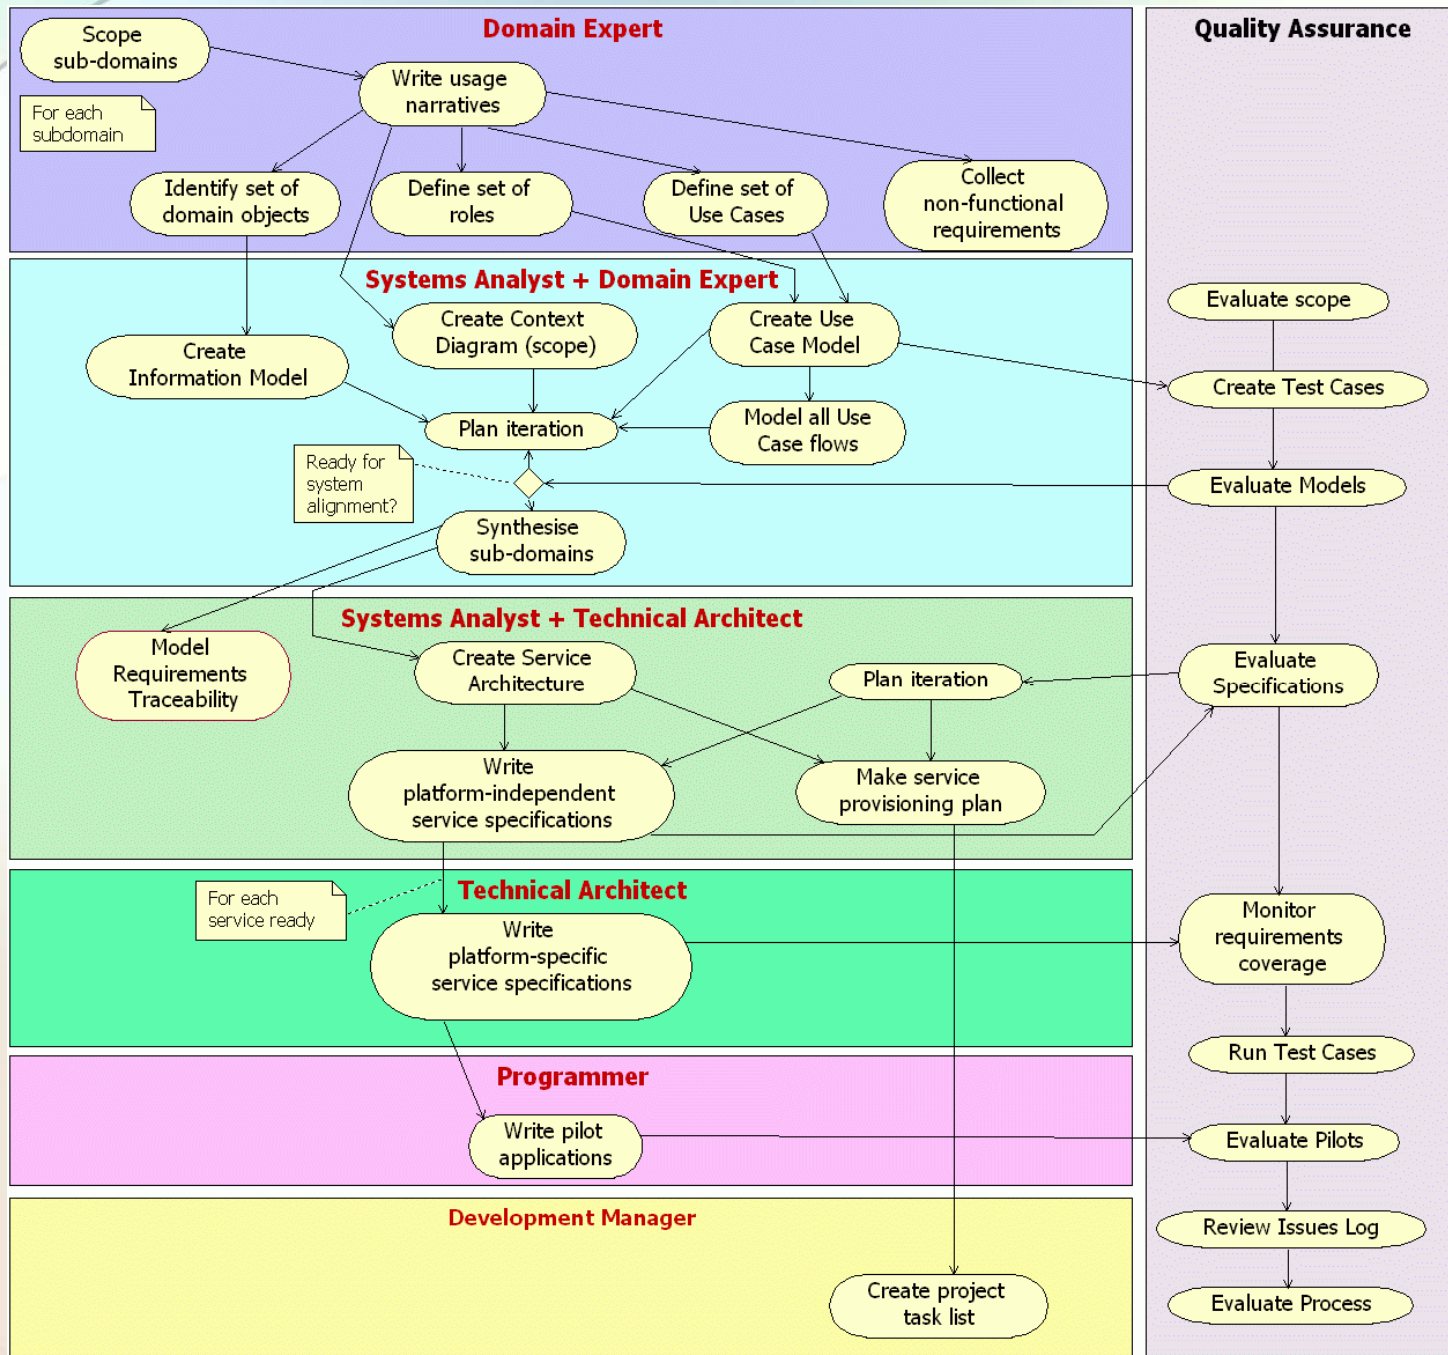 Domain Expert
Scope
sub-domains
Write usage
narratives
For each
subdomain
Identify set of
domain objects
Define set of
roles
Define set of
Use Cases
Collect
non-functional
requirements
Systems Analyst + Domain Expert
Create
Information Model
Create Context
Diagram (scope)
Create Use
Case Model
Plan iteration
Model all Use
Case flows
Ready for
system
alignment?
Synthesise
sub-domains
Systems Analyst + Technical Architect
Model
Requirements
Traceability
Create Service
Architecture
Plan iteration
Write
platform-independent
service specifications
Make service
provisioning plan
Technical Architect
For each
service ready
Write
platform-specific
service specifications
Programmer
Write pilot
applications
Development Manager
Create project
task list
Quality Assurance
Evaluate scope
Create Test Cases
Evaluate Models
Evaluate
Specifications
Monitor
requirements
coverage
Run Test Cases
Evaluate Pilots
Review Issues Log
Evaluate Process